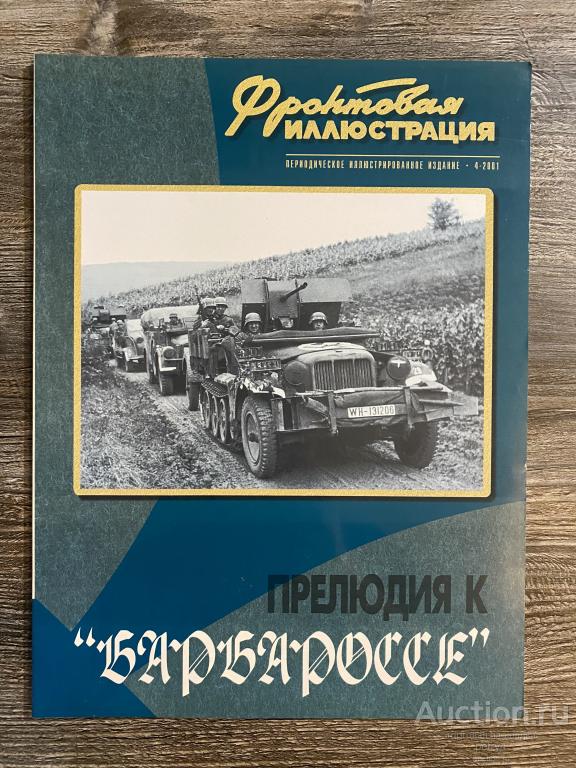 Фронтовая
ИЛЛЮСТРАЦИЯ
ПЕРИОДИЧЕСКОЕ ИЛЛЮСТРИРОВАННОЕ ИЗДАНИЕ • 4-2001
WH-131206
ПРЕЛЮДИЯ К
"БАРБАРОССЕ"
Auction.ru